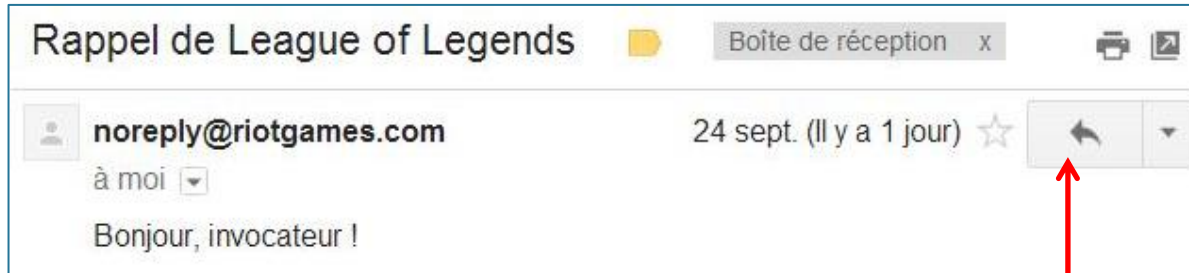 Rappel de League of Legends Boîte de réception x
noreply@riotgames.com 24 sept. (Il y a 1 jour)
à moi
Bonjour, invocateur !